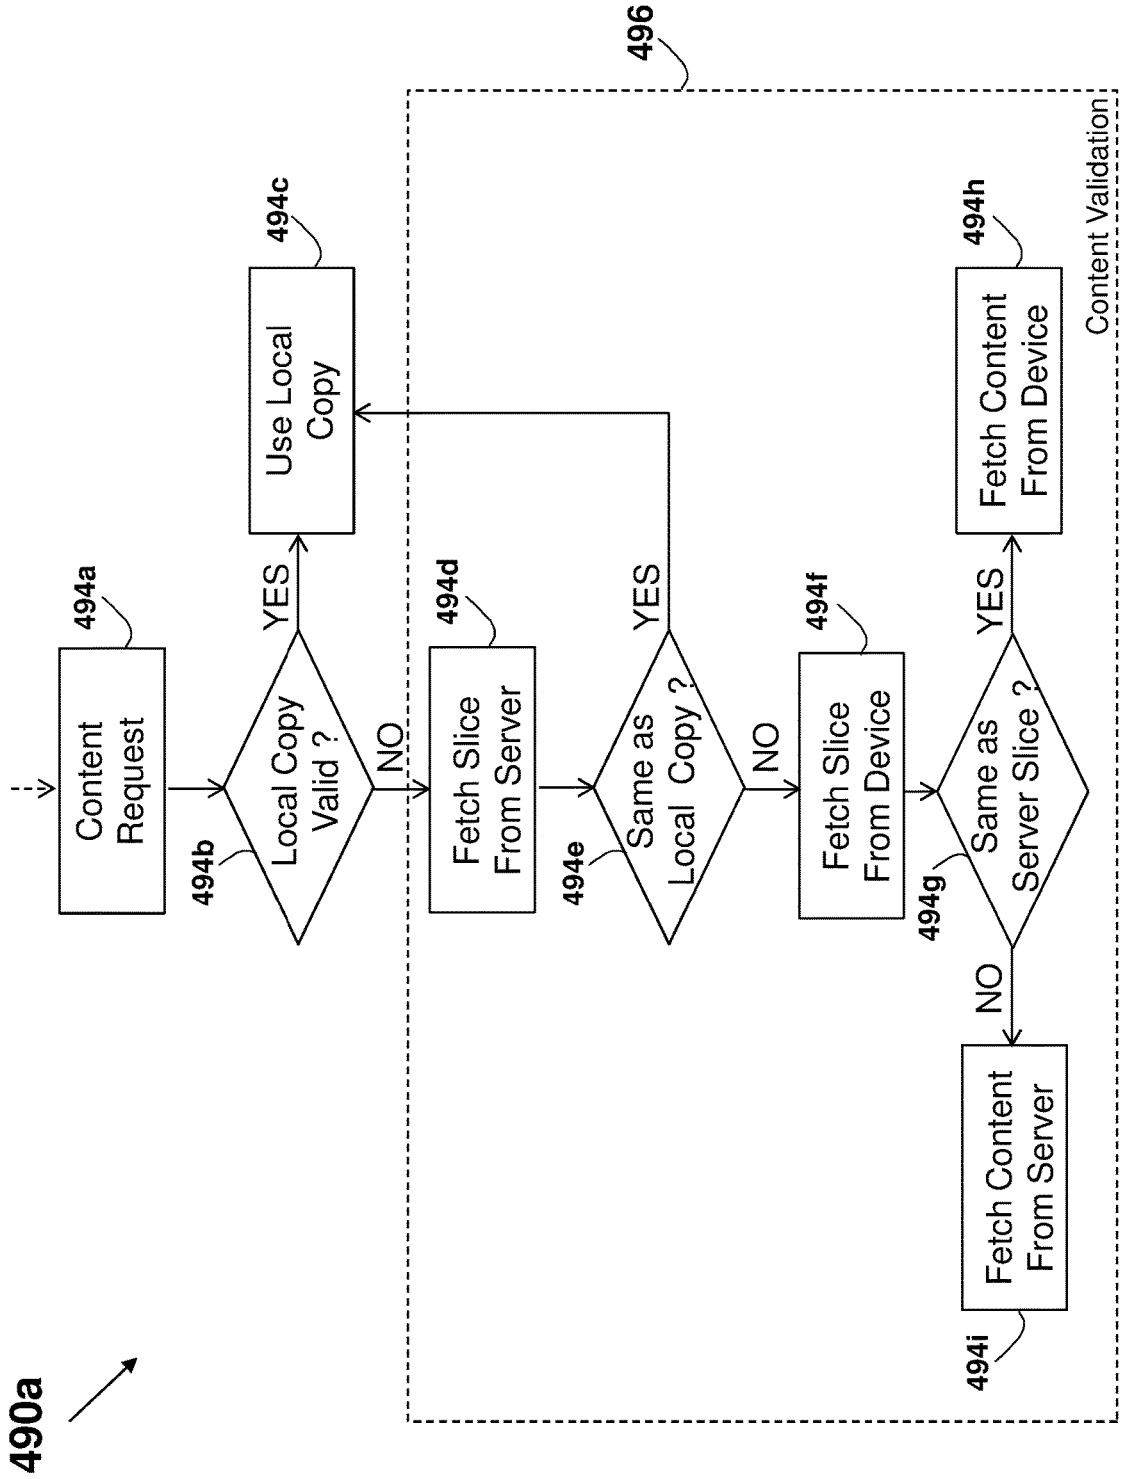 490a
494a
Content
Request
494b
Local Copy
Valid ?
YES
494c
Use Local
Copy
NO
496
494d
Fetch Slice
From Server
494e
Same as
Local Copy ?
YES
NO
494f
Fetch Slice
From Device
494g
Same as
Server Slice ?
YES
494h
Fetch Content
From Device
NO
Fetch Content
From Server
494i
Content Validation